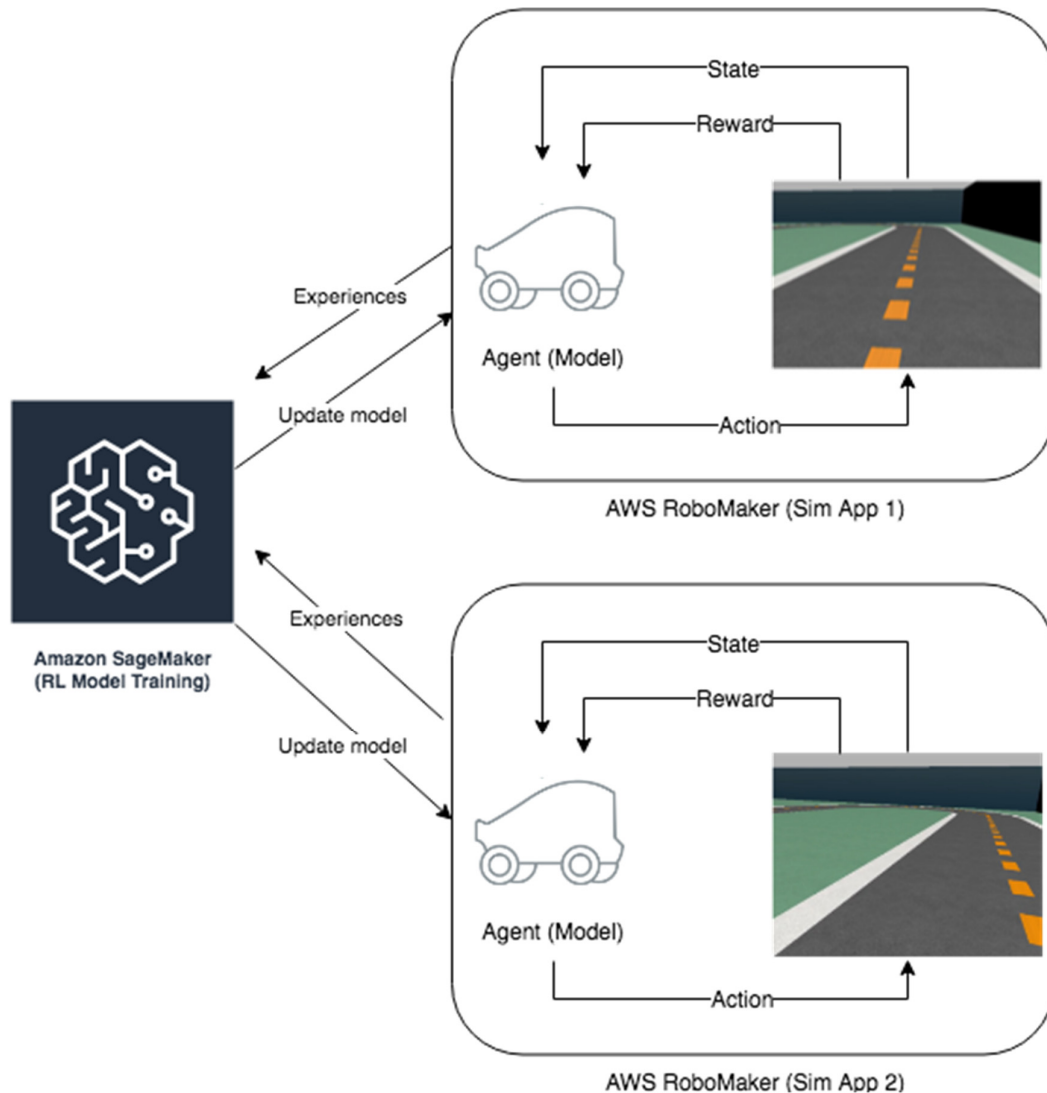 State
Reward
Experiences
Agent (Model)
Update model
Action
AWS RoboMaker (Sim App 1)
Amazon SageMaker
(RL Model Training)
Experiences
State
Reward
Update model
Agent (Model)
Action
AWS RoboMaker (Sim App 2)